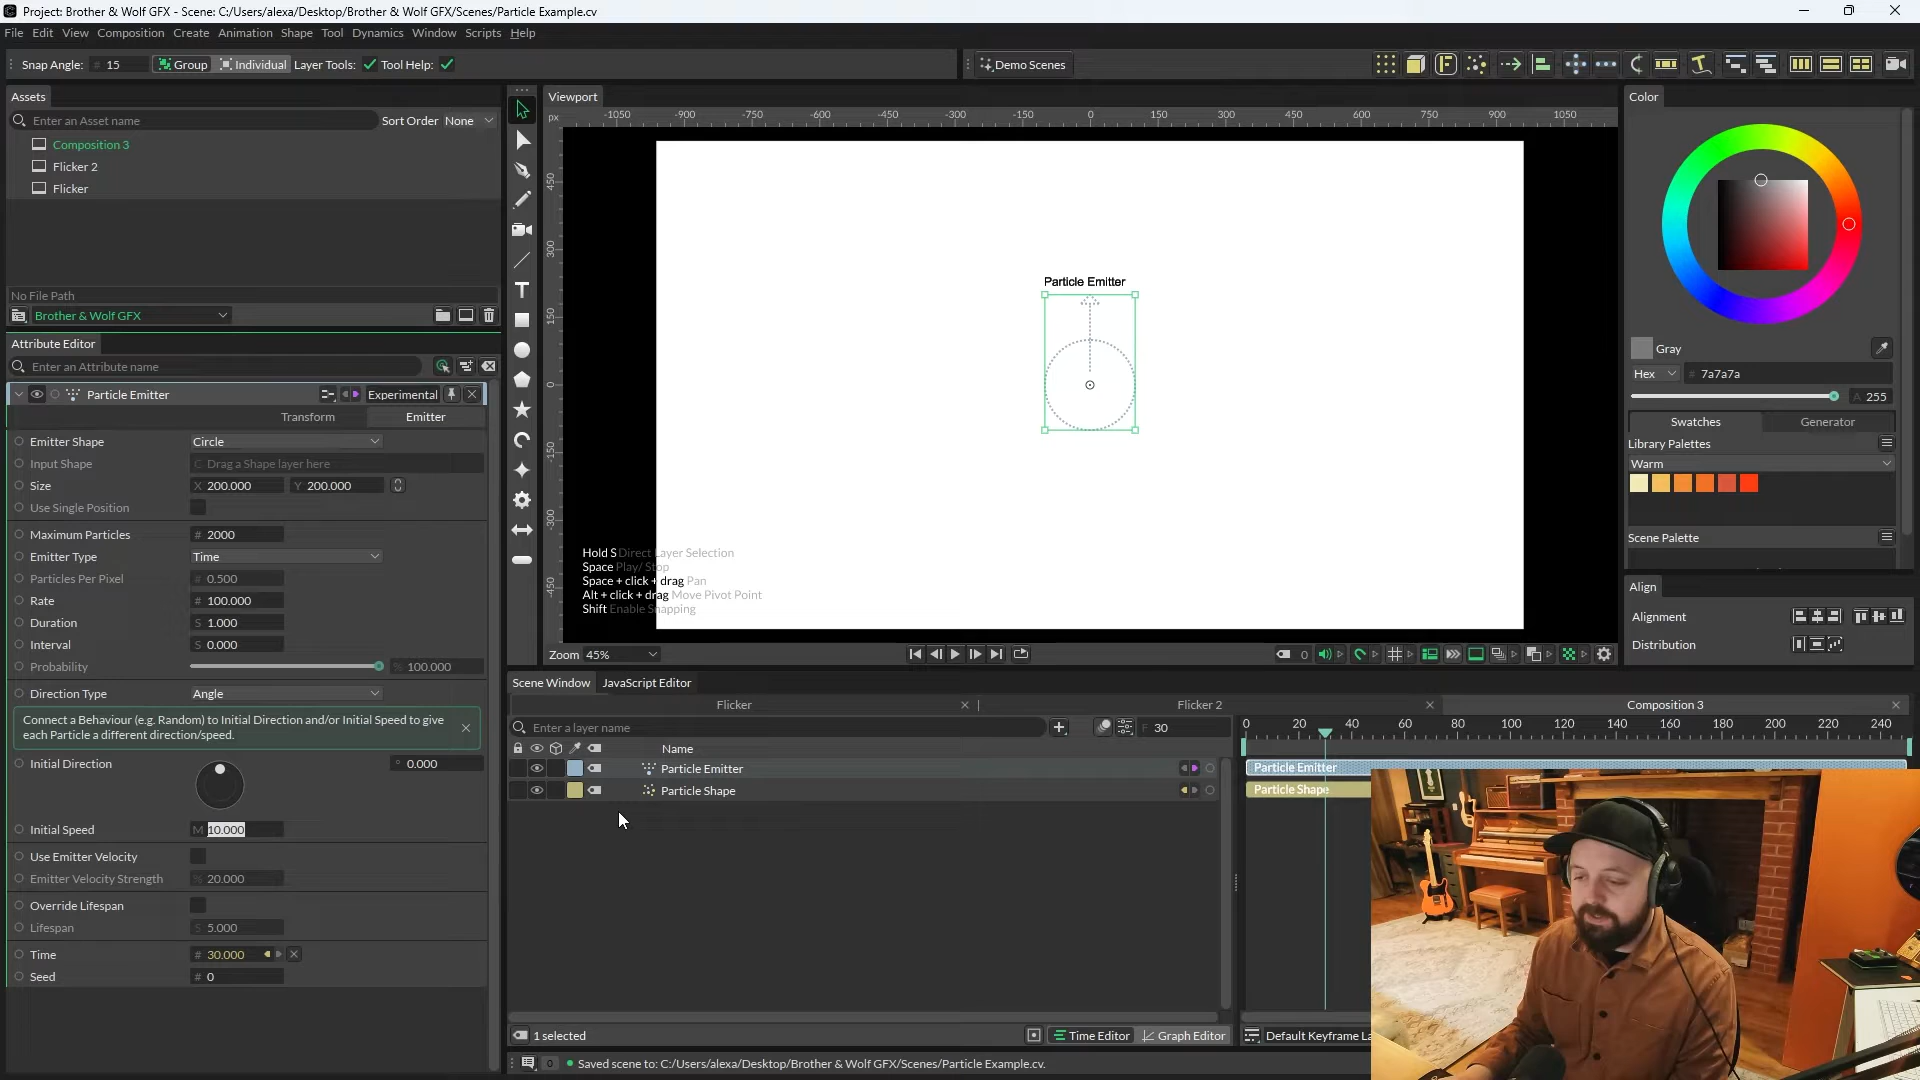 Project: Brother & Wolf GFX - Scene: C:/Users/alexa/Desktop/Brother & Wolf GFX/Scenes/Particle Example.cv
File Edit View Composition Create Animation Shape Tool Dynamics Window Scripts Help
Snap Angle: # 15 Group Individual Layer Tools: Tool Help:
Demo Scenes
Assets
Enter an Asset name
Sort Order None
Composition 3
Flicker 2
Flicker
No File Path
Brother & Wolf GFX
Attribute Editor
Enter an Attribute name
Particle Emitter
Experimental
Transform
Emitter
Emitter Shape Circle
Input Shape Drag a Shape layer here
Size X 200.000 Y 200.000
Use Single Position
Maximum Particles # 2000
Emitter Type Time
Particles Per Pixel # 0.500
Rate # 100.000
Duration S 1.000
Interval S 0.000
Probability % 100.000
Direction Type Angle
Connect a Behaviour (e.g. Random) to Initial Direction and/or Initial Speed to give
each Particle a different direction/speed.
Initial Direction ° 0.000
Initial Speed M 10.000
Use Emitter Velocity
Emitter Velocity Strength % 20.000
Override Lifespan
Lifespan S 5.000
Time # 30.000
Seed # 0
Viewport
px -1050 -900 -750 -600 -450 -300 -150 0 150 300 450 600 750 900 1050
450
300
150
0
-150
-300
-450
Particle Emitter
Hold S Direct Layer Selection
Space Play/ Stop
Space + click + drag Pan
Alt + click + drag Move Pivot Point
Shift Enable Snapping
Zoom 45%
0
Scene Window
JavaScript Editor
Flicker
Flicker 2
Composition 3
Enter a layer name
F 30
0 20 40 60 80 100 120 140 160 180 200 220 240
Name
Particle Emitter
Particle Shape
Particle Emitter
Particle Shape
1 selected
Time Editor
Graph Editor
Default Keyframe La
0
Saved scene to: C:/Users/alexa/Desktop/Brother & Wolf GFX/Scenes/Particle Example.cv.
Color
Gray
Hex # 7a7a7a
A 255
Swatches
Generator
Library Palettes
Warm
Scene Palette
Align
Alignment
Distribution